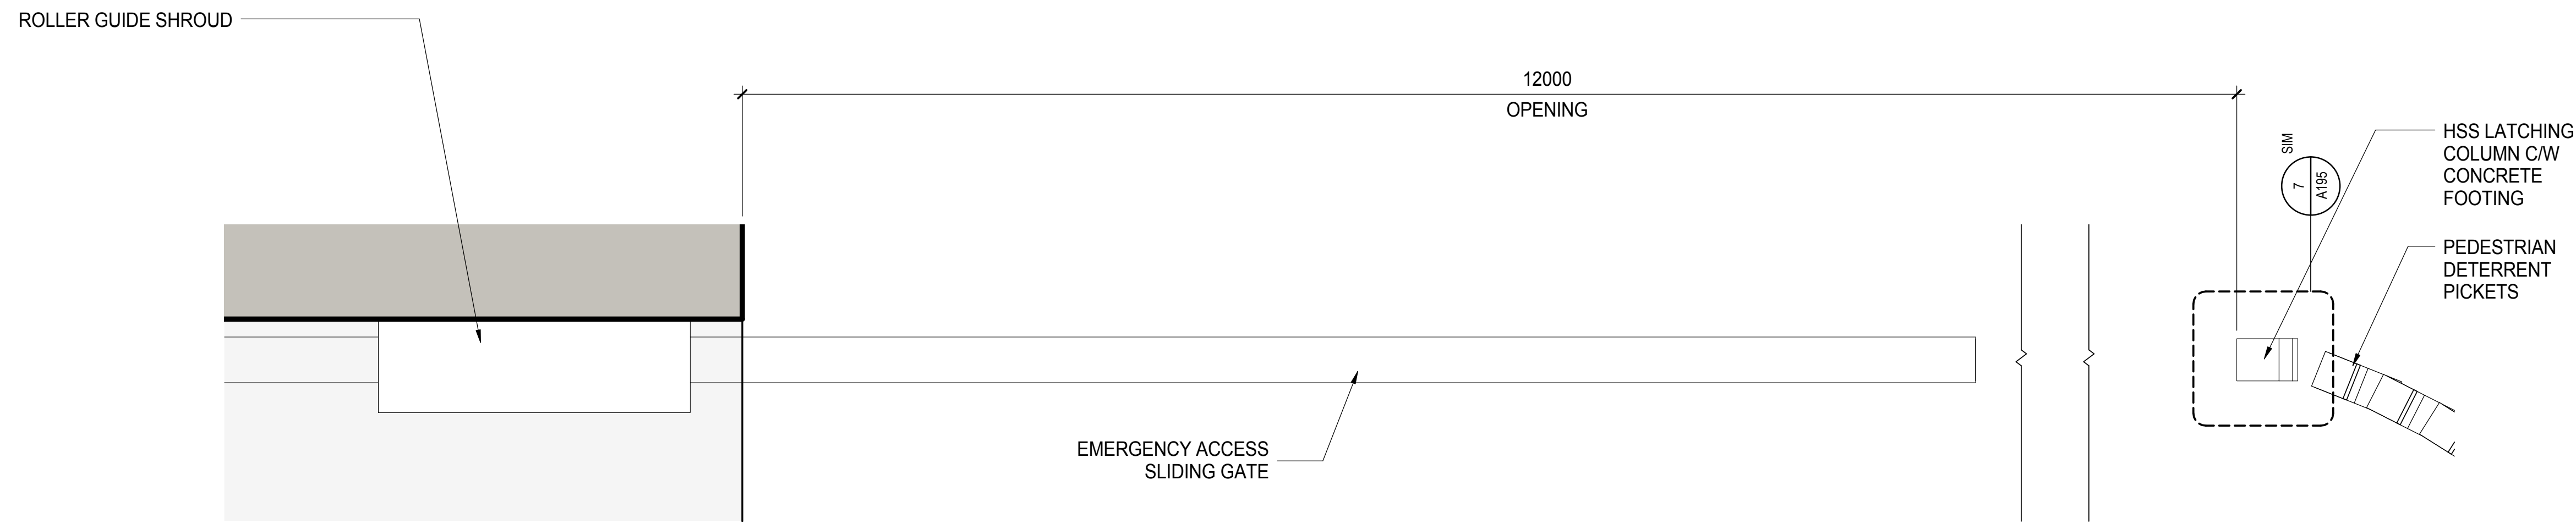 ROLLER GUIDE SHROUD
12000
OPENING
SIM
7
A195
HSS LATCHING
COLUMN C/W
CONCRETE
FOOTING
PEDESTRIAN
DETERRENT
PICKETS
EMERGENCY ACCESS
SLIDING GATE